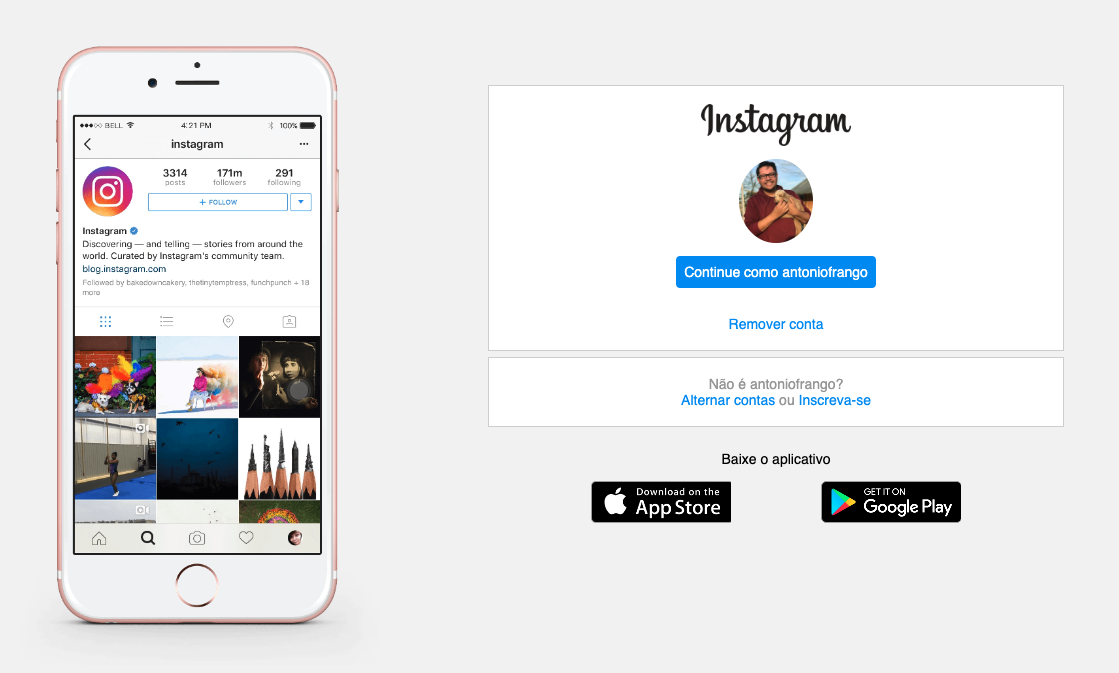 BELL 4:21 PM 100%
instagram
3314 171m 291
posts followers following
+ FOLLOW
Instagram
Discovering — and telling — stories from around the
world. Curated by Instagram's community team.
blog.instagram.com
Followed by bakedowncakery, thetinytemptress, funchpunch + 18
more
Instagram
Continue como antoniofrango
Remover conta
Não é antoniofrango?
Alternar contas ou Inscreva-se
Baixe o aplicativo
Download on the
App Store
GET IT ON
Google Play